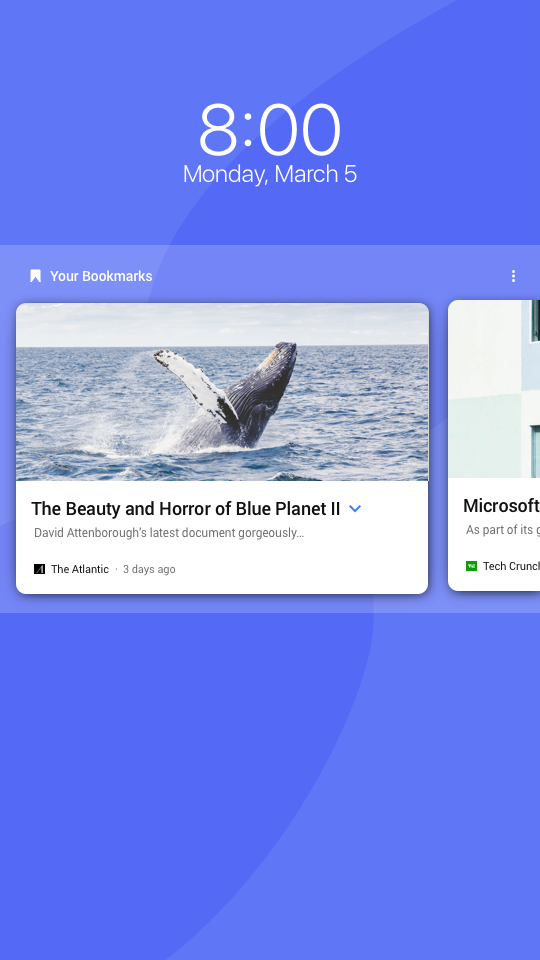 8:00
Monday, March 5
Your Bookmarks
The Beauty and Horror of Blue Planet II
David Attenborough's latest document gorgeously...
The Atlantic · 3 days ago
Microsoft
As part of its g
Tech Crunch